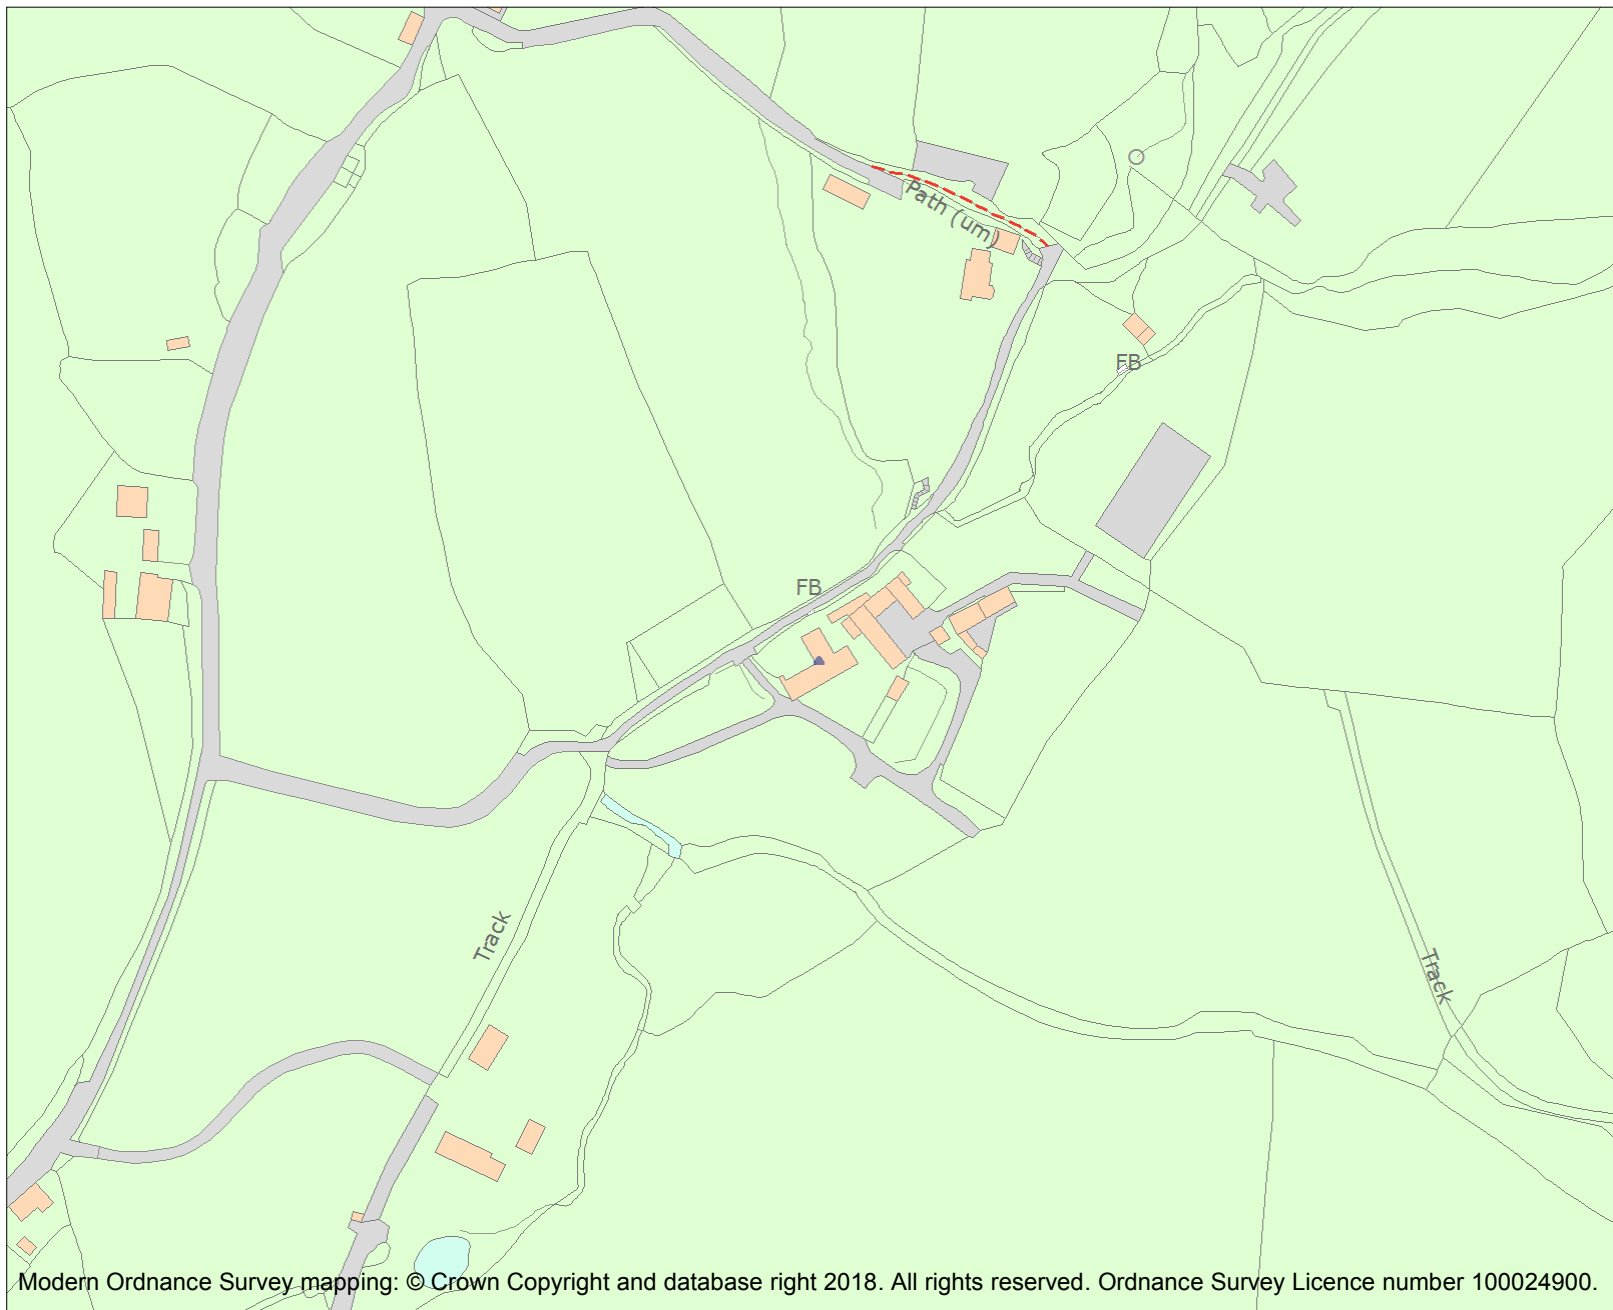 Path (um)
FB
FB
Track
Track
Modern Ordnance Survey mapping: © Crown Copyright and database right 2018. All rights reserved. Ordnance Survey Licence number 100024900.